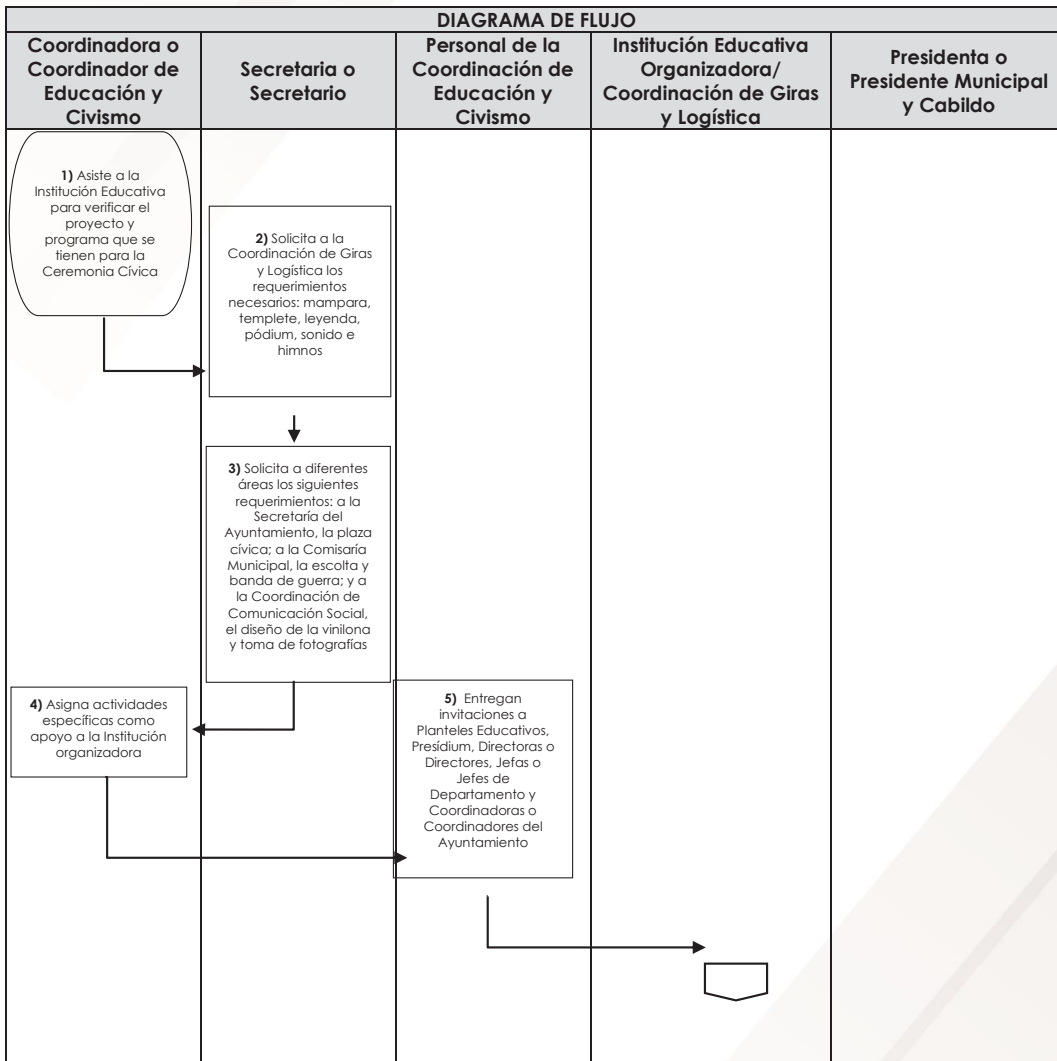 DIAGRAMA DE FLUJO
Coordinadora o
Coordinador de
Educación y
Civismo
Secretaria o
Secretario
Personal de la
Coordinación de
Educación y
Civismo
Institución Educativa
Organizadora/
Coordinación de Giras
y Logística
Presidenta o
Presidente Municipal
y Cabildo
1) Asiste a la
Institución Educativa
para verificar el
proyecto y
programa que se
tienen para la
Ceremonia Cívica
2) Solicita a la
Coordinación de Giras
y Logística los
requerimientos
necesarios: mampara,
templete, leyenda,
pódium, sonido e
himnos
3) Solicita a diferentes
áreas los siguientes
requerimientos: a la
Secretaría del
Ayuntamiento, la plaza
cívica; a la Comisaría
Municipal, la escolta y
banda de guerra; y a
la Coordinación de
Comunicación Social,
el diseño de la vinilona
y toma de fotografías
4) Asigna actividades
específicas como
apoyo a la Institución
organizadora
5) Entregan
invitaciones a
Planteles Educativos,
Presídium, Directoras o
Directores, Jefas o
Jefes de
Departamento y
Coordinadoras o
Coordinadores del
Ayuntamiento